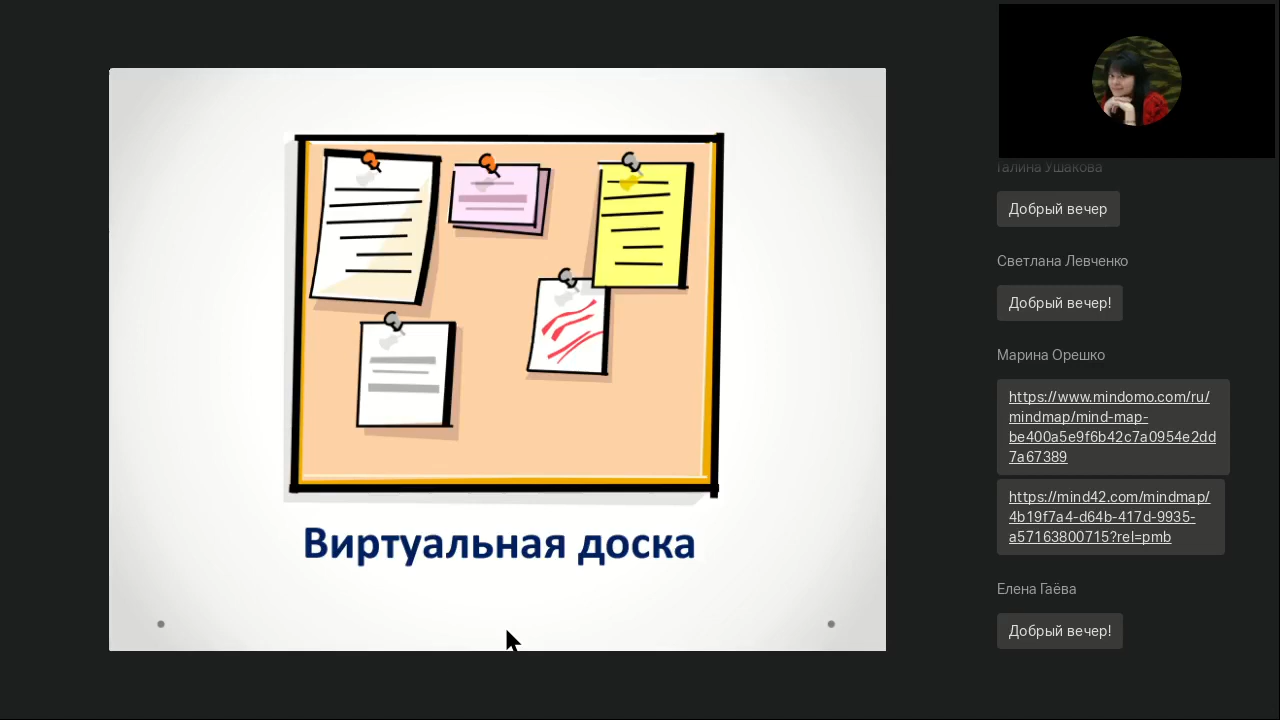 Виртуальная доска
Галина Ушакова
Добрый вечер
Светлана Левченко
Добрый вечер!
Марина Орешко
https://www.mindomo.com/ru/
mindmap/mind-map-
be400a5e9f6b42c7a0954e2dd
7a67389
https://mind42.com/mindmap/
4b19f7a4-d64b-417d-9935-
a57163800715?rel=pmb
Елена Гаёва
Добрый вечер!